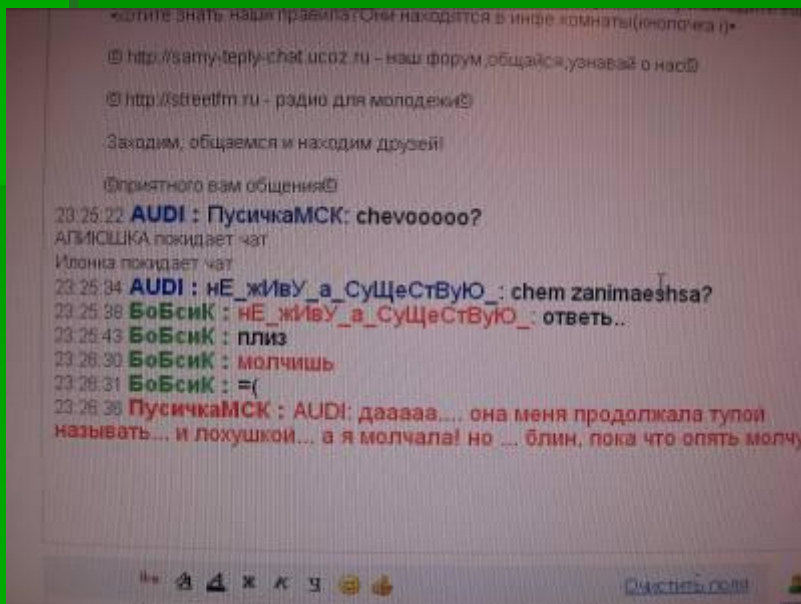 •хотите знать наши правила?Они находятся в инфе комнаты(кнопочка i)•
© http://samy-teply-chat.ucoz.ru - наш форум,общайся,узнавай о нас©
© http://streetfm.ru - радио для молодежи©
Заходим, общаемся и находим друзей!
©приятного вам общения©
23:25:22 AUDI : ПусичкаМСК: chevooooo?
АЛИЮШКА покидает чат
Илонка покидает чат
23:25:34 AUDI : нЕ_жИвУ_а_СуЩеСтВуЮ_: chem zanimaeshsa?
23:25:38 БоБсиК : нЕ_жИвУ_а_СуЩеСтВуЮ_: ответь..
23:25:43 БоБсиК : плиз
23:26:30 БоБсиК : молчишь
23:26:31 БоБсиК : =(
23:26:36 ПусичкаМСК : AUDI: дааааа.... она меня продолжала тупой
называть... и лохушкой... а я молчала! но ... блин, пока что опять молчу
Ж К Ч Очистить поля